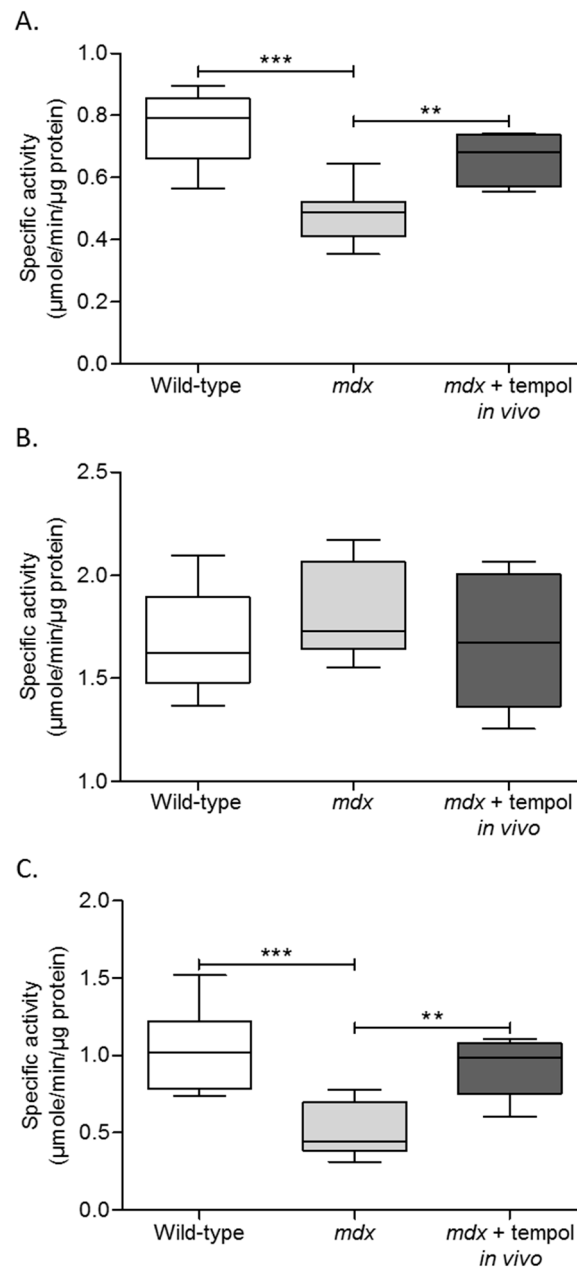 A.
Specific activity
(μmole/min/μg protein)
1.0
0.8
0.6
0.4
0.2
0.0
***
**
Wild-type
mdx
mdx + tempol
in vivo
B.
Specific activity
(μmole/min/μg protein)
2.5
2.0
1.5
1.0
Wild-type
mdx
mdx + tempol
in vivo
C.
Specific activity
(μmole/min/μg protein)
2.0
1.5
1.0
0.5
0.0
***
**
Wild-type
mdx
mdx + tempol
in vivo